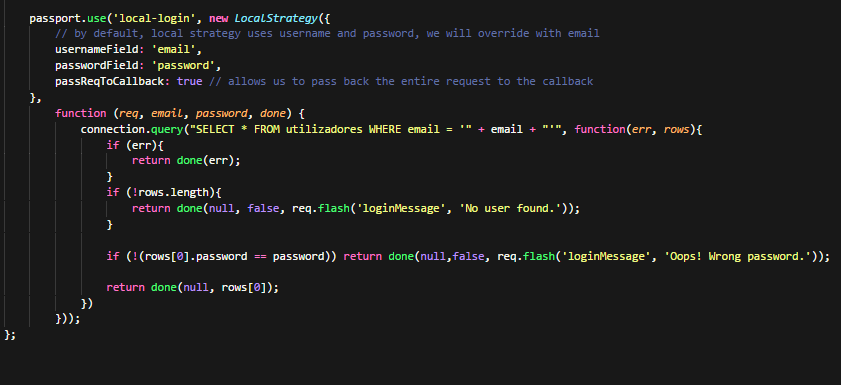 passport.use('local-login', new LocalStrategy({
// by default, local strategy uses username and password, we will override with email
usernameField: 'email',
passwordField: 'password',
passReqToCallback: true // allows us to pass back the entire request to the callback
},
function (req, email, password, done) {
connection.query("SELECT * FROM utilizadores WHERE email = '" + email + "'", function(err, rows){
if (err){
return done(err);
}
if (!rows.length){
return done(null, false, req.flash('loginMessage', 'No user found.'));
}
if (!(rows[0].password == password)) return done(null,false, req.flash('loginMessage', 'Oops! Wrong password.'));
return done(null, rows[0]);
})
}));
};